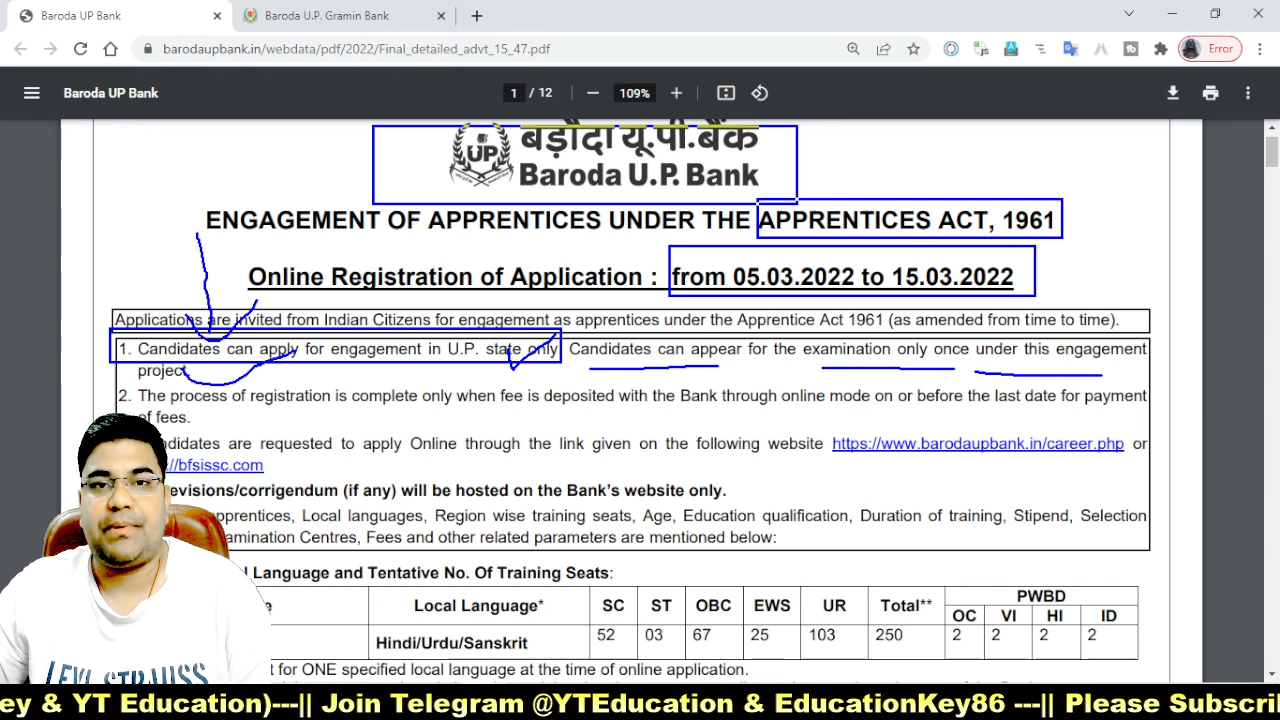 Baroda UP Bank
Baroda U.P. Gramin Bank
barodaupbank.in/webdata/pdf/2022/Final_detailed_advt_15_47.pdf
Error
Baroda UP Bank
1 / 12
109%
बड़ौदा यू.पी.बैंक
UP
Baroda U.P. Bank
ENGAGEMENT OF APPRENTICES UNDER THE APPRENTICES ACT, 1961
Online Registration of Application : from 05.03.2022 to 15.03.2022
Applications are invited from Indian Citizens for engagement as apprentices under the Apprentice Act 1961 (as amended from time to time).
1. Candidates can apply for engagement in U.P. state only. Candidates can appear for the examination only once under this engagement
project
2. The process of registration is complete only when fee is deposited with the Bank through online mode on or before the last date for payment
of fees.
are requested to apply Online through the link given on the following website https://www.barodaupbank.in/career.php or
//bfsissc.com
evisions/corrigendum (if any) will be hosted on the Bank's website only.
pprentices, Local languages, Region wise training seats, Age, Education qualification, Duration of training, Stipend, Selection
amination Centres, Fees and other related parameters are mentioned below:
l Language and Tentative No. Of Training Seats:
Local Language* SC ST OBC EWS UR Total** PWBD
OC VI HI ID
Hindi/Urdu/Sanskrit 52 03 67 25 103 250 2 2 2 2
t for ONE specified local language at the time of online application.
LEVI STRAUSS
ey & YT Education)---|| Join Telegram @YTEducation & EducationKey86 ---|| Please Subscri